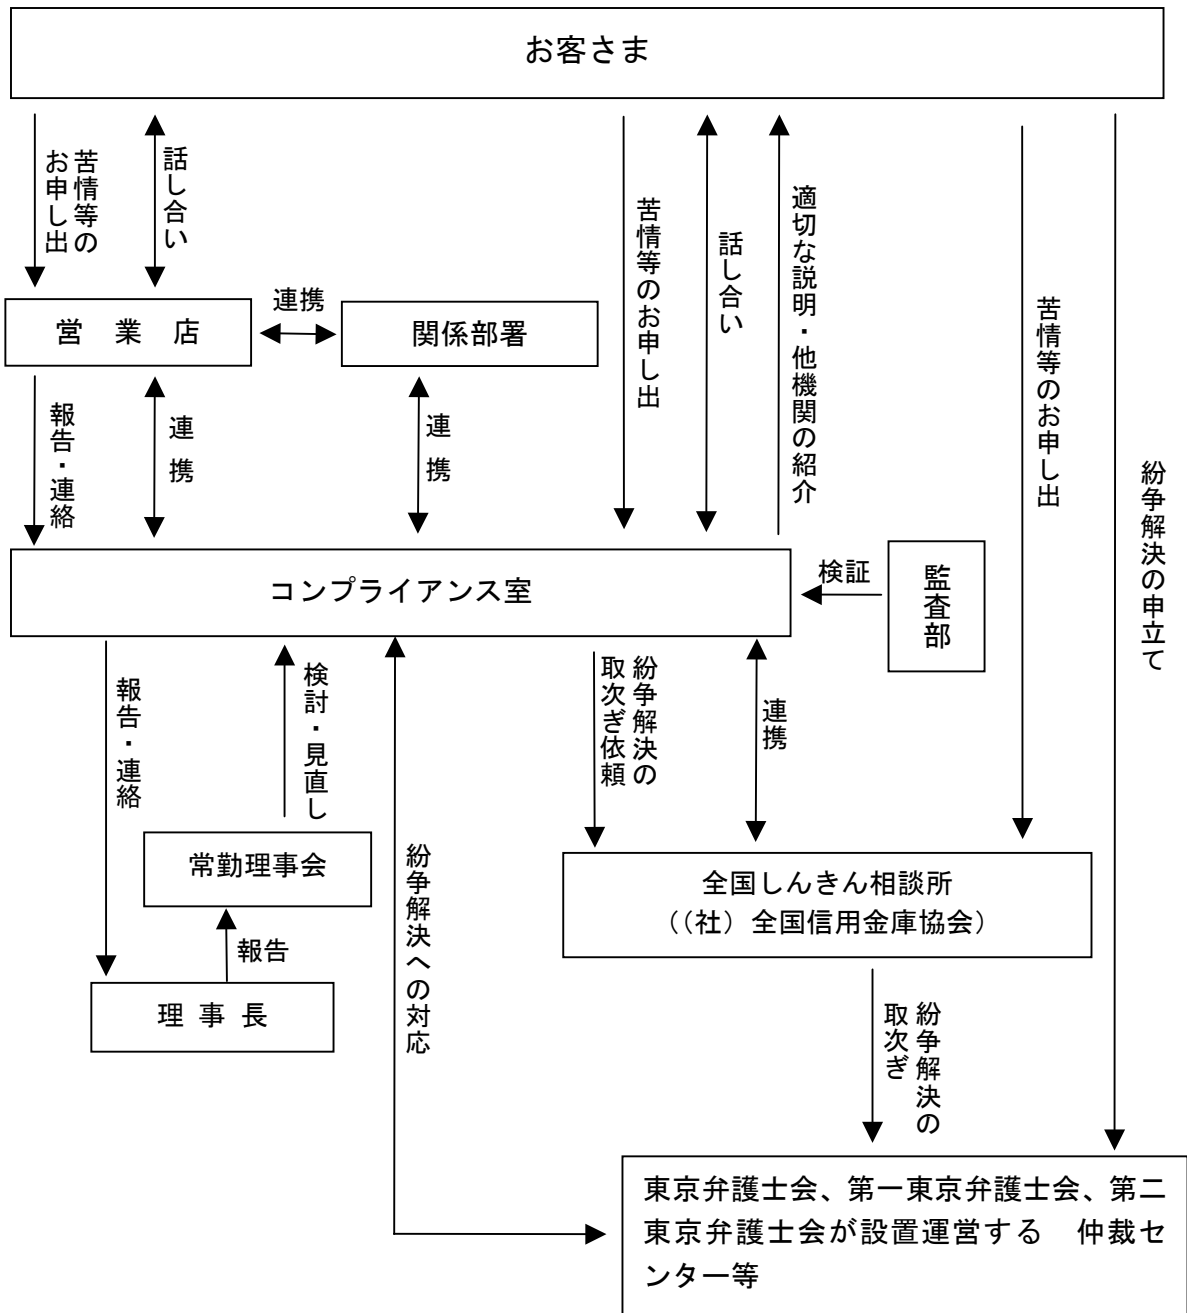 お客さま
苦情等の
お申し出
話し合い
苦情等のお申し出
話し合い
適切な説明・他機関の紹介
苦情等のお申し出
紛争解決の申立て
営　業　店
連携
関係部署
報告・連絡
連　携
連　携
コンプライアンス室
検証
監査部
報告・連絡
検討・見直し
紛争解決への対応
紛争解決の
取次ぎ依頼
連携
常勤理事会
報告
理 事 長
全国しんきん相談所
（（社）全国信用金庫協会）
紛争解決の
取次ぎ
東京弁護士会、第一東京弁護士会、第二
東京弁護士会が設置運営する　仲裁セ
ンター等